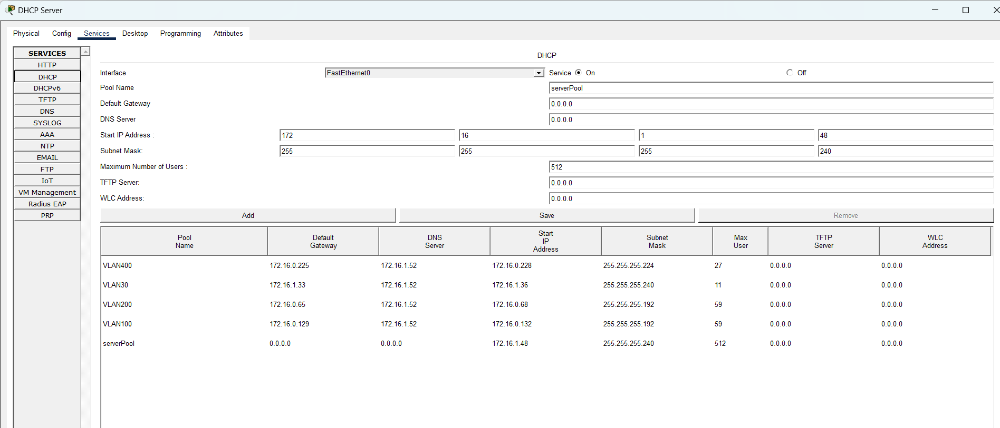 DHCP Server
Physical Config Services Desktop Programming Attributes
SERVICES
HTTP
DHCP
DHCPv6
TFTP
DNS
SYSLOG
AAA
NTP
EMAIL
FTP
IoT
VM Management
Radius EAP
PRP
DHCP
Interface FastEthernet0 Service On Off
Pool Name serverPool
Default Gateway 0.0.0.0
DNS Server 0.0.0.0
Start IP Address : 172 16 1 48
Subnet Mask: 255 255 255 240
Maximum Number of Users : 512
TFTP Server: 0.0.0.0
WLC Address: 0.0.0.0
Add Save Remove
Pool Name Default Gateway DNS Server Start IP Address Subnet Mask Max User TFTP Server WLC Address
VLAN400 172.16.0.225 172.16.1.52 172.16.0.228 255.255.255.224 27 0.0.0.0 0.0.0.0
VLAN30 172.16.1.33 172.16.1.52 172.16.1.36 255.255.255.240 11 0.0.0.0 0.0.0.0
VLAN200 172.16.0.65 172.16.1.52 172.16.0.68 255.255.255.192 59 0.0.0.0 0.0.0.0
VLAN100 172.16.0.129 172.16.1.52 172.16.0.132 255.255.255.192 59 0.0.0.0 0.0.0.0
serverPool 0.0.0.0 0.0.0.0 172.16.1.48 255.255.255.240 512 0.0.0.0 0.0.0.0